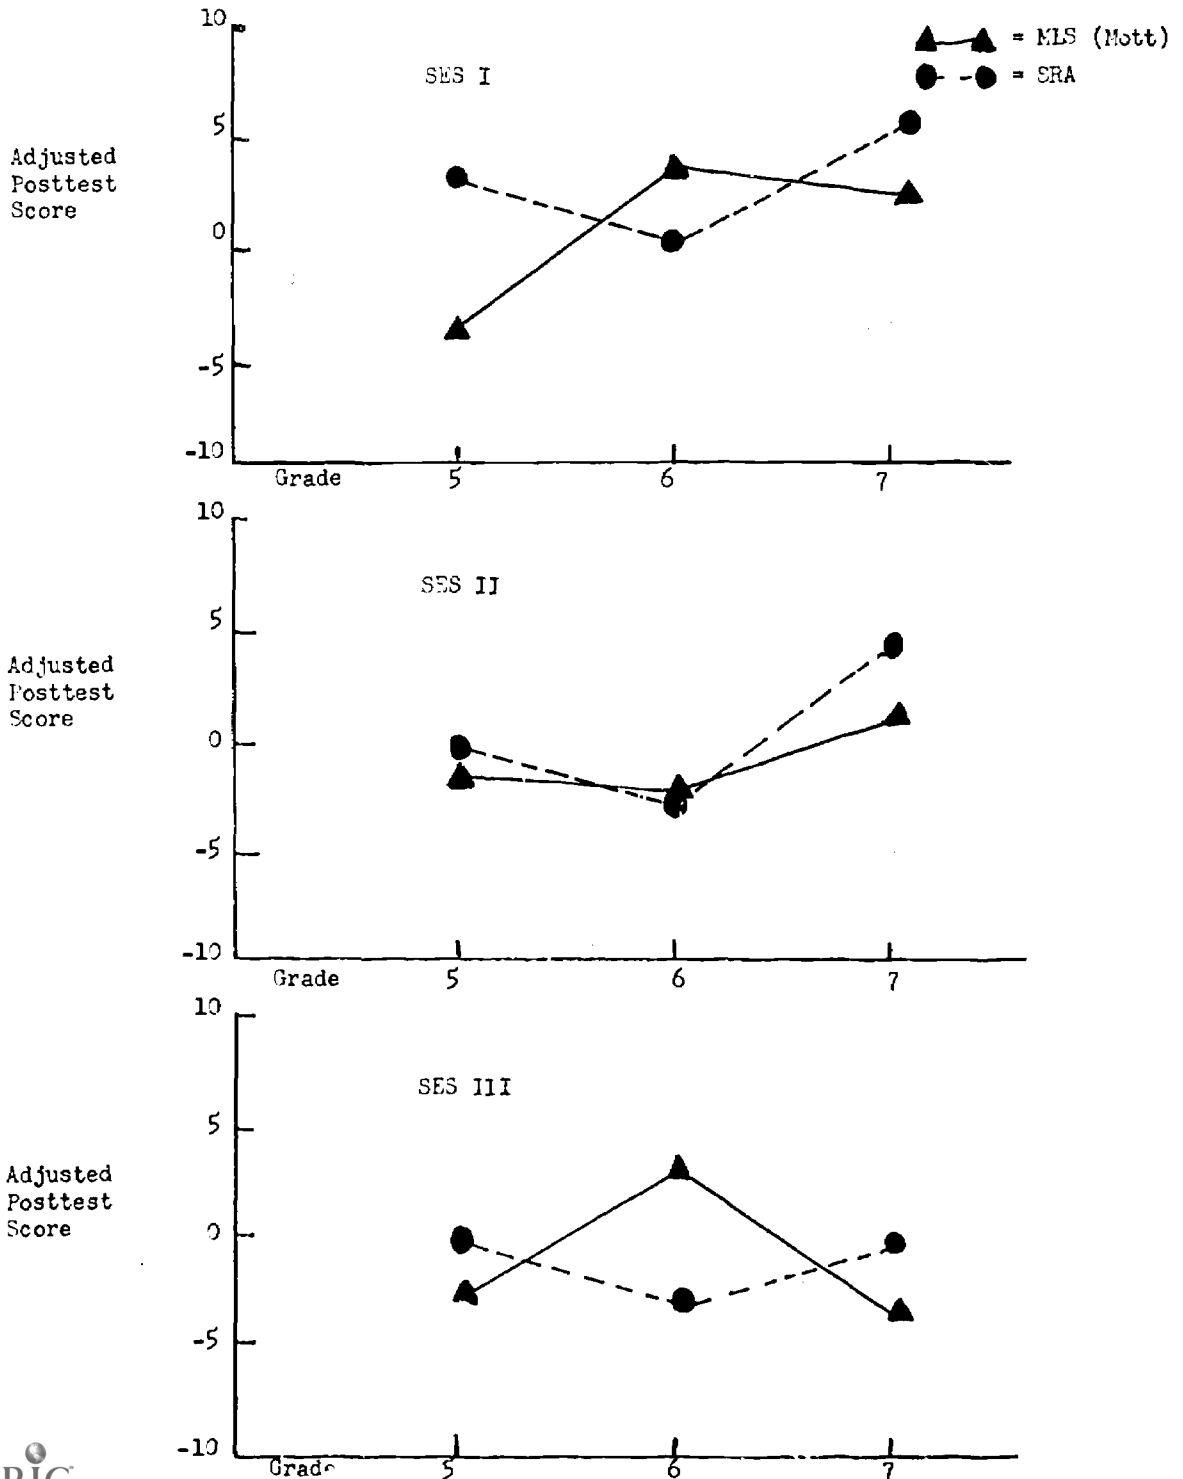 10
▲—▲ = MLS (Mott)
●- -● = SRA
SES I
5
Adjusted
Posttest
Score
0
-5
-10
Grade 5 6 7
10
SES II
5
Adjusted
Posttest
Score
0
-5
-10
Grade 5 6 7
10
SES III
5
Adjusted
Posttest
Score
0
-5
-10
Grade 5 6 7